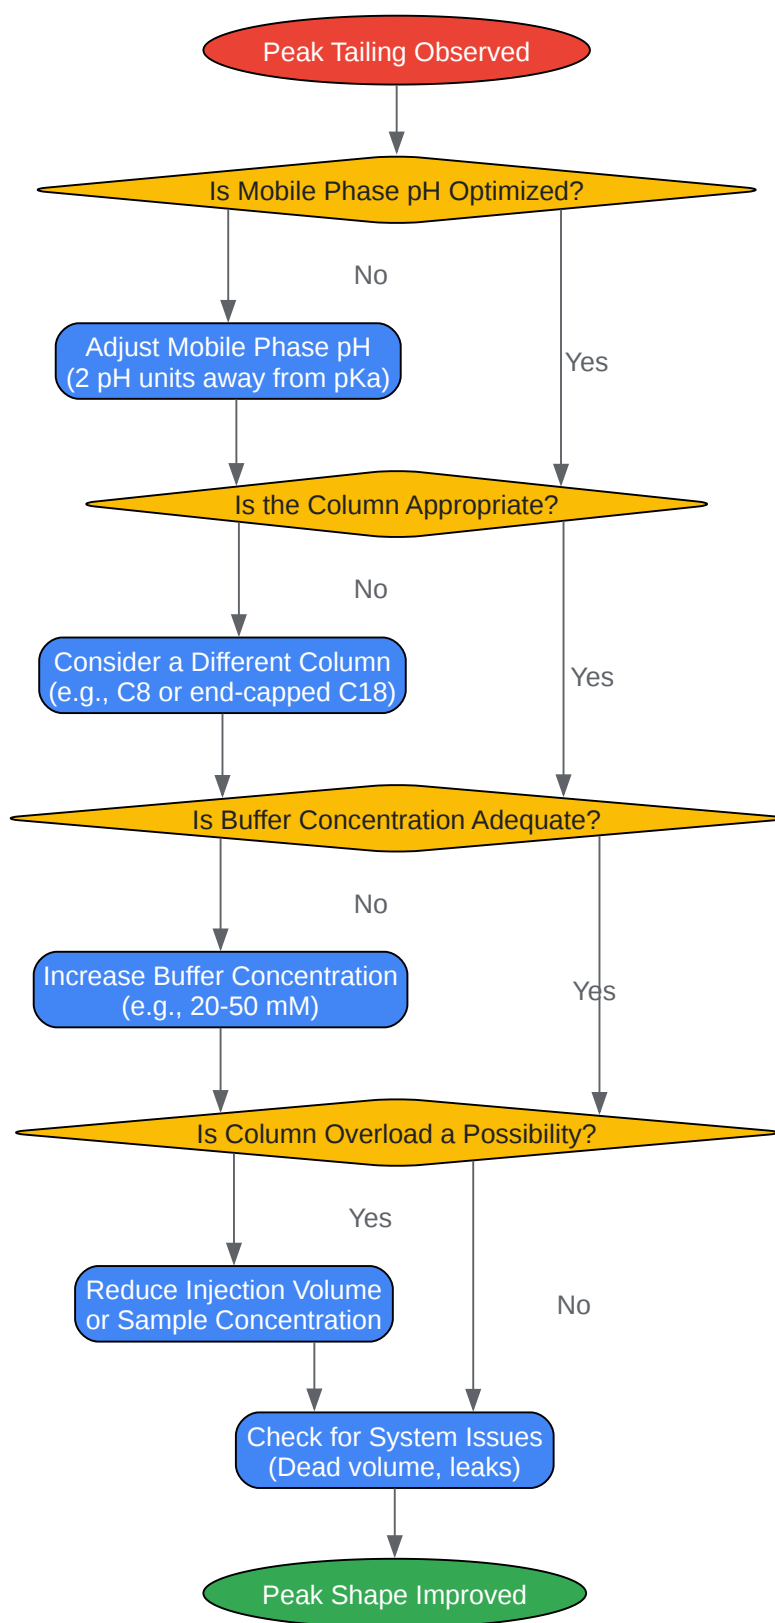 Peak Tailing Observed
Is Mobile Phase pH Optimized?
No
Adjust Mobile Phase pH
(2 pH units away from pKa)
Yes
Is the Column Appropriate?
No
Consider a Different Column
(e.g., C8 or end-capped C18)
Yes
Is Buffer Concentration Adequate?
No
Increase Buffer Concentration
(e.g., 20-50 mM)
Yes
Is Column Overload a Possibility?
Yes
Reduce Injection Volume
or Sample Concentration
No
Check for System Issues
(Dead volume, leaks)
Peak Shape Improved